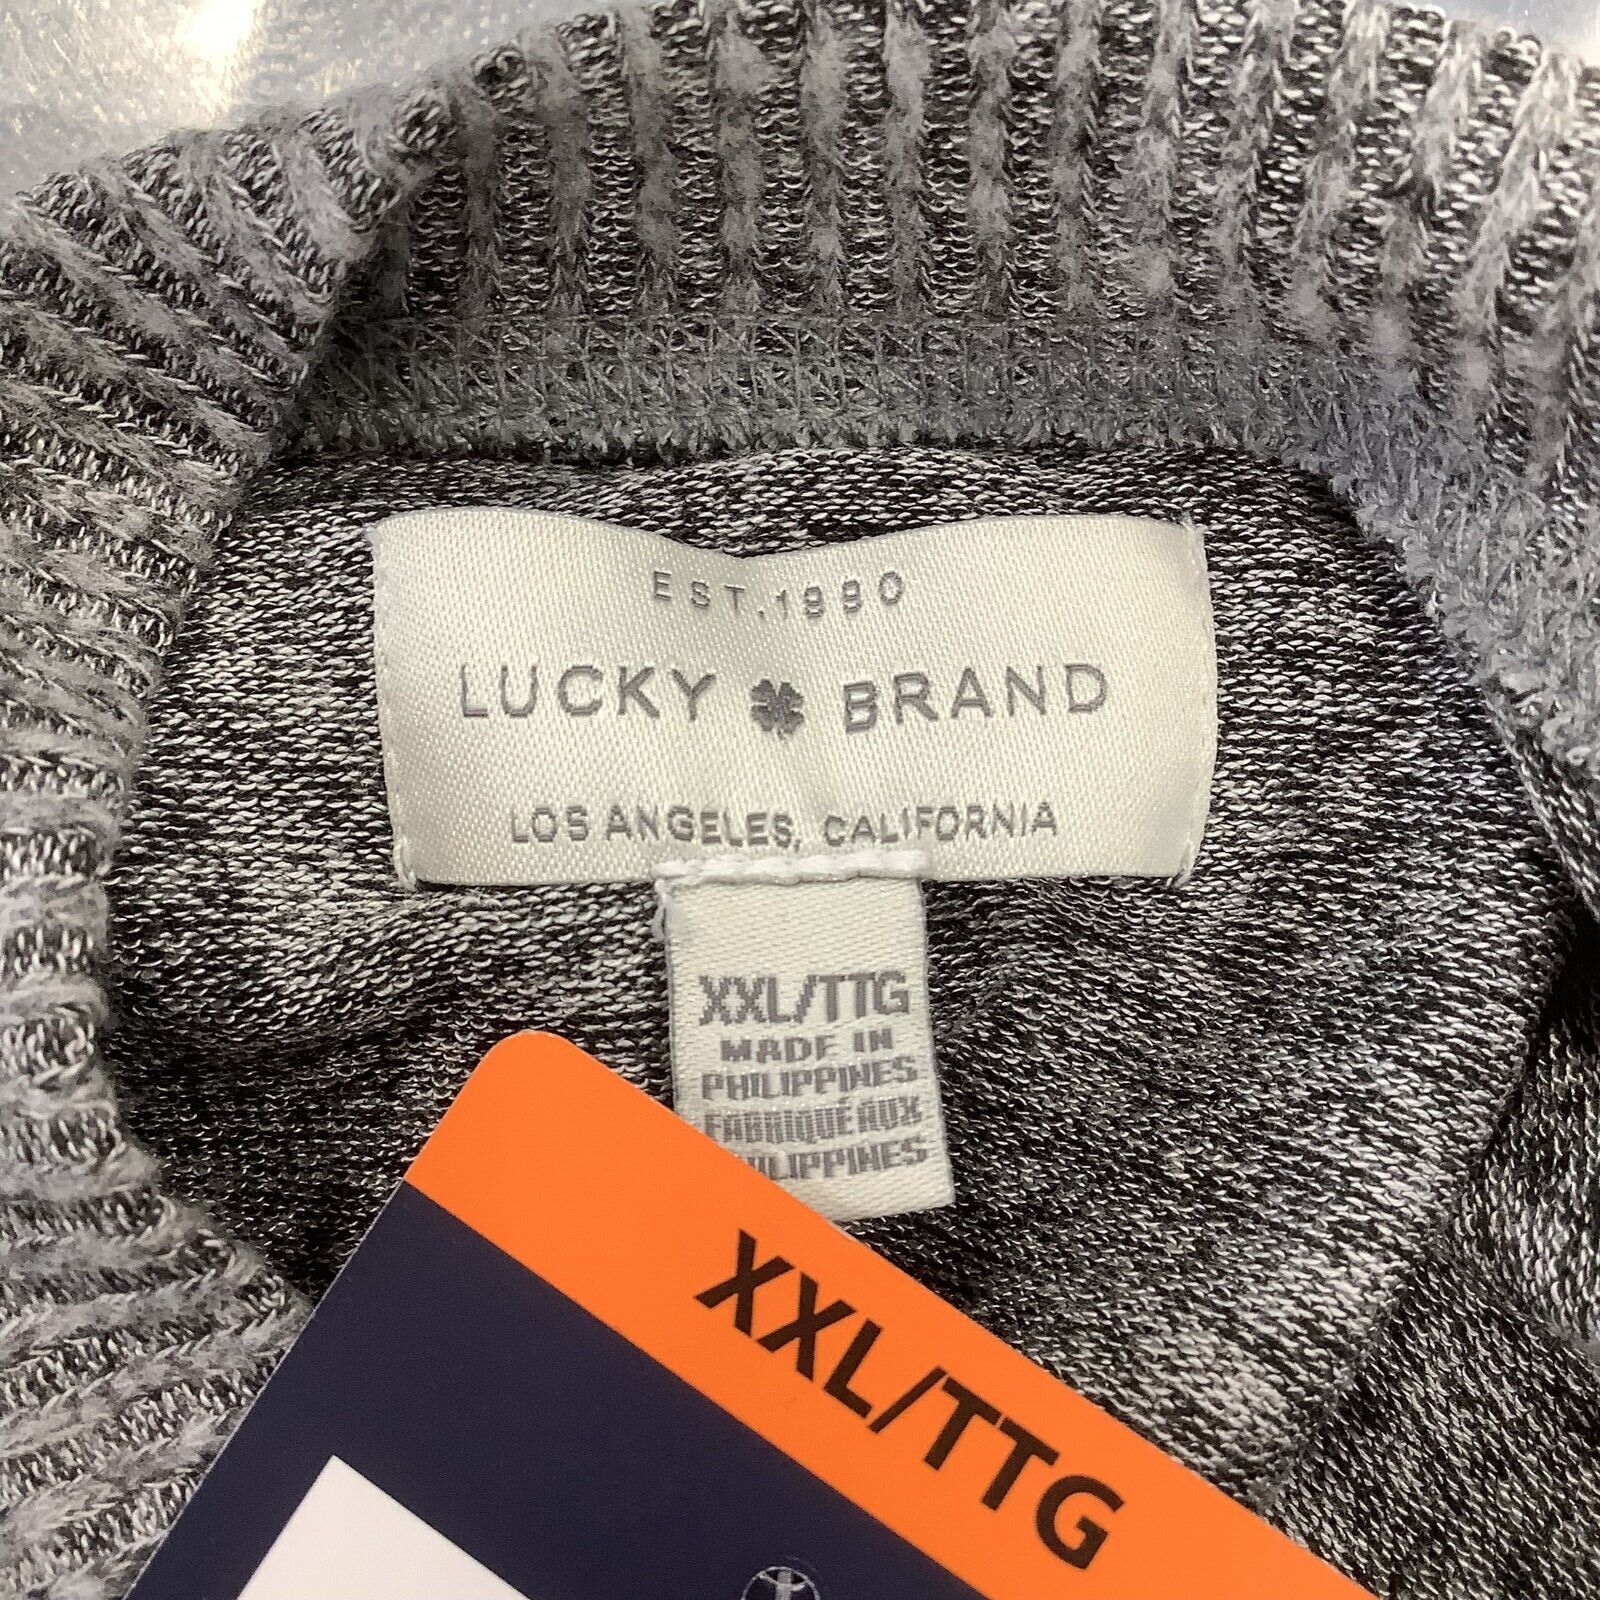 EST.1990
LUCKY BRAND
LOS ANGELES, CALIFORNIA
XXL/TTG
MADE IN
PHILIPPINES
FABRIQUÉ AUX
PHILIPPINES
XXL/TTG